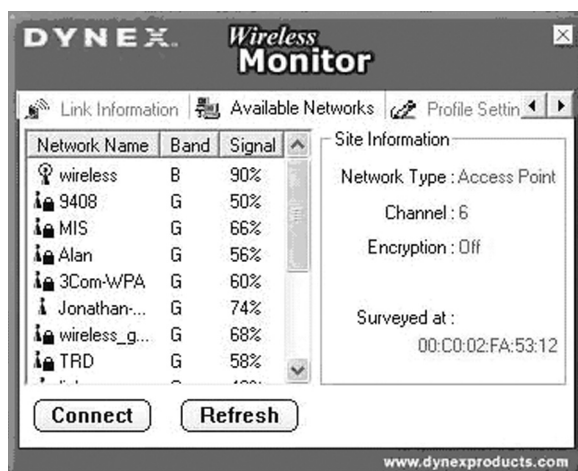 DYNEX Wireless Monitor
Link Information Available Networks Profile Settin
Network Name Band Signal
wireless B 90%
9408 G 50%
MIS G 66%
Alan G 56%
3Com-WPA G 60%
Jonathan-... G 74%
wireless_g... G 68%
TRD G 58%
Site Information
Network Type : Access Point
Channel : 6
Encryption : Off
Surveyed at :
00:C0:02:FA:53:12
Connect Refresh
www.dynexproducts.com